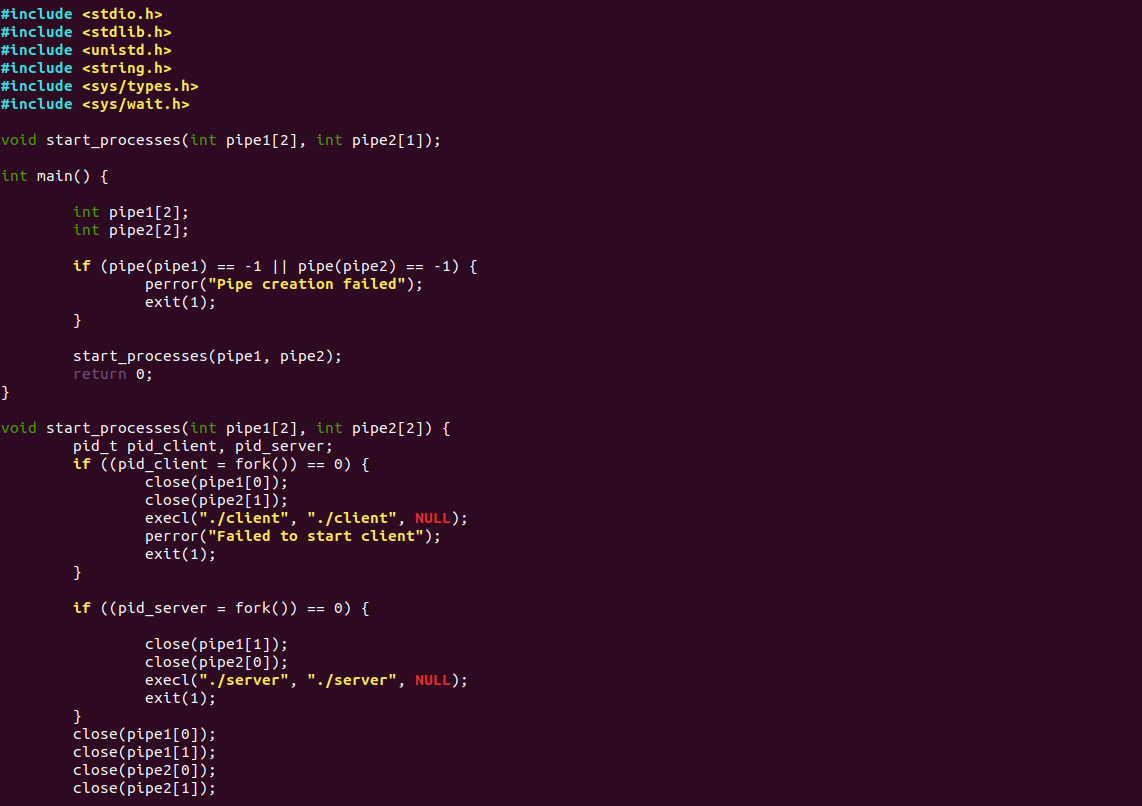 #include <stdio.h>
#include <stdlib.h>
#include <unistd.h>
#include <string.h>
#include <sys/types.h>
#include <sys/wait.h>

void start_processes(int pipe1[2], int pipe2[1]);

int main() {

        int pipe1[2];
        int pipe2[2];

        if (pipe(pipe1) == -1 || pipe(pipe2) == -1) {
                perror("Pipe creation failed");
                exit(1);
        }

        start_processes(pipe1, pipe2);
        return 0;
}

void start_processes(int pipe1[2], int pipe2[2]) {
        pid_t pid_client, pid_server;
        if ((pid_client = fork()) == 0) {
                close(pipe1[0]);
                close(pipe2[1]);
                execl("./client", "./client", NULL);
                perror("Failed to start client");
                exit(1);
        }

        if ((pid_server = fork()) == 0) {

                close(pipe1[1]);
                close(pipe2[0]);
                execl("./server", "./server", NULL);
                exit(1);
        }
        close(pipe1[0]);
        close(pipe1[1]);
        close(pipe2[0]);
        close(pipe2[1]);